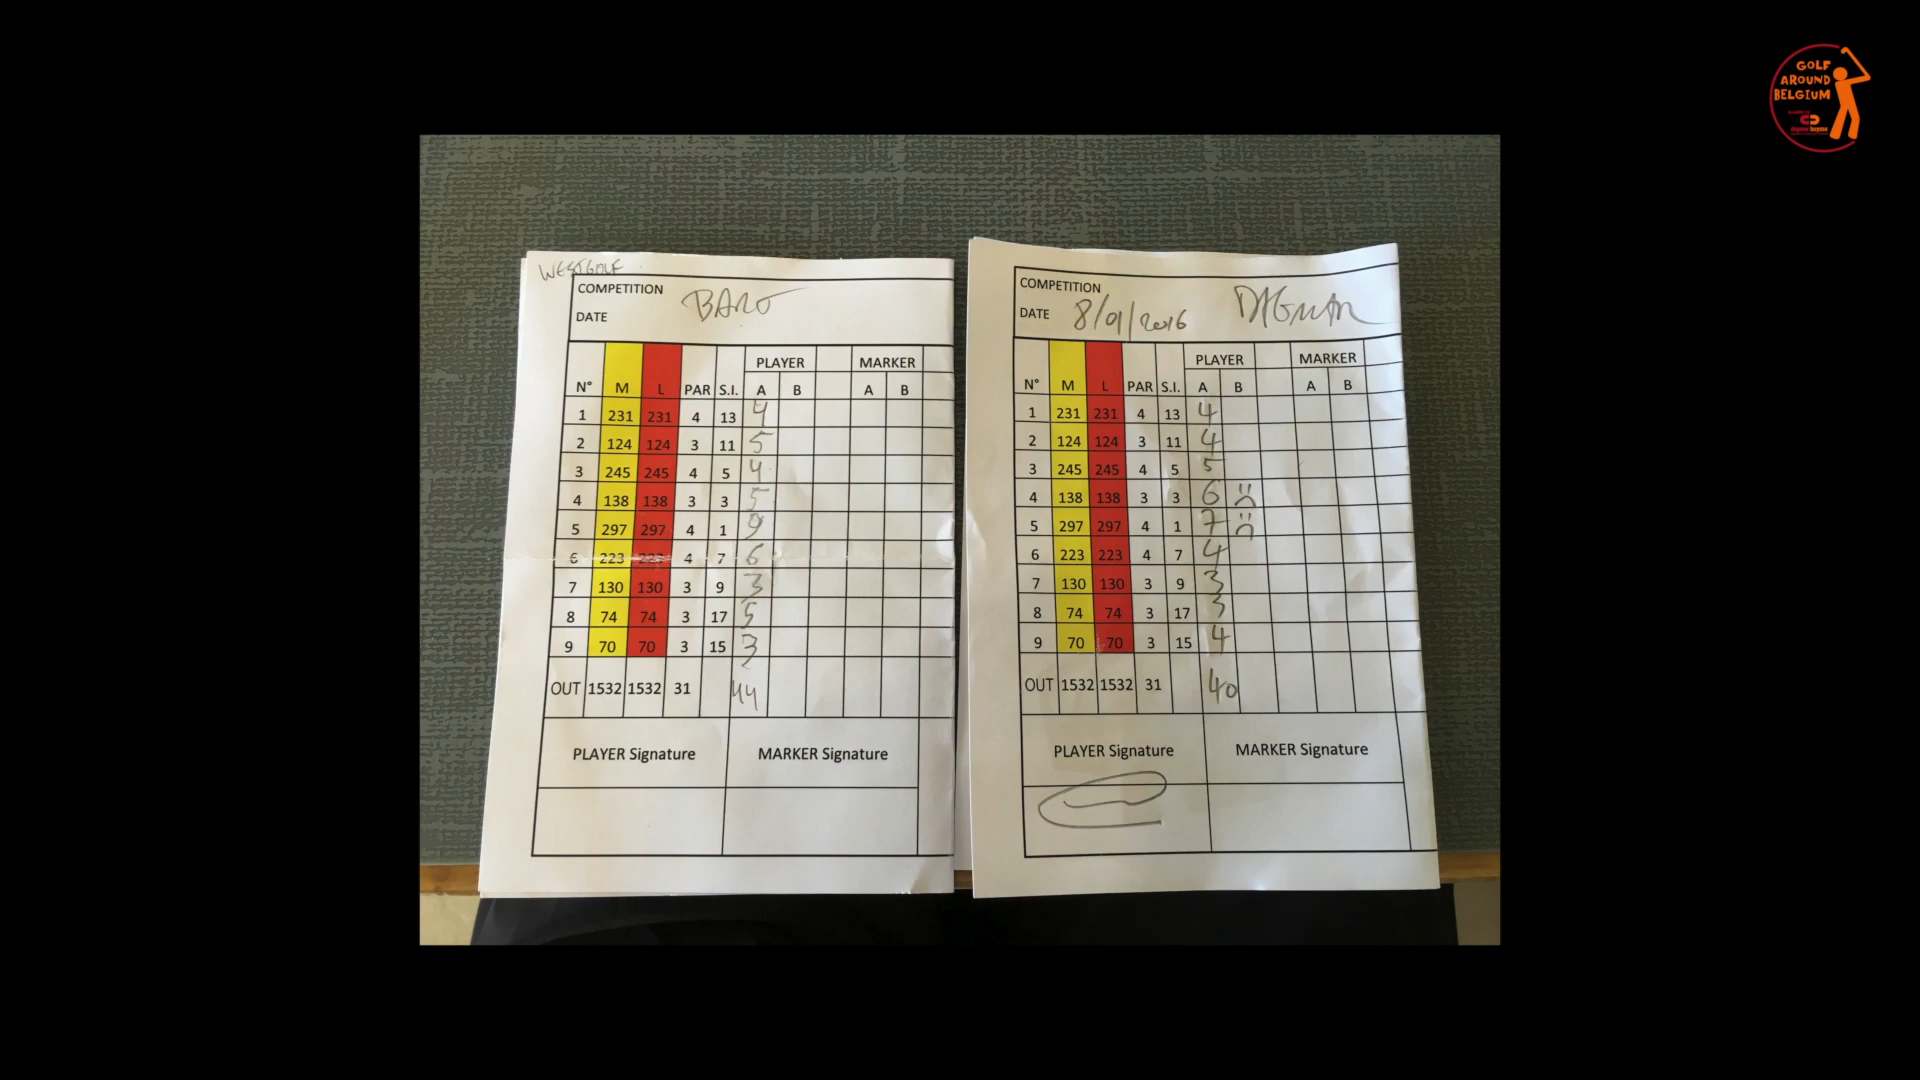 GOLF
AROUND
BELGIUM
WESTGOLF
COMPETITION
BART
DATE
PLAYER MARKER
N° M L PAR S.I. A B A B
1 231 231 4 13 4
2 124 124 3 11 5
3 245 245 4 5 4
4 138 138 3 3 5
5 297 297 4 1 9
6 223 223 4 7 6
7 130 130 3 9 3
8 74 74 3 17 5
9 70 70 3 15 3
OUT 1532 1532 31 44
PLAYER Signature MARKER Signature
COMPETITION
DATE 8/9/2016 DAGMAR
PLAYER MARKER
N° M L PAR S.I. A B A B
1 231 231 4 13 4
2 124 124 3 11 4
3 245 245 4 5 5
4 138 138 3 3 6
5 297 297 4 1 7
6 223 223 4 7 4
7 130 130 3 9 3
8 74 74 3 17 3
9 70 70 3 15 4
OUT 1532 1532 31 40
PLAYER Signature MARKER Signature